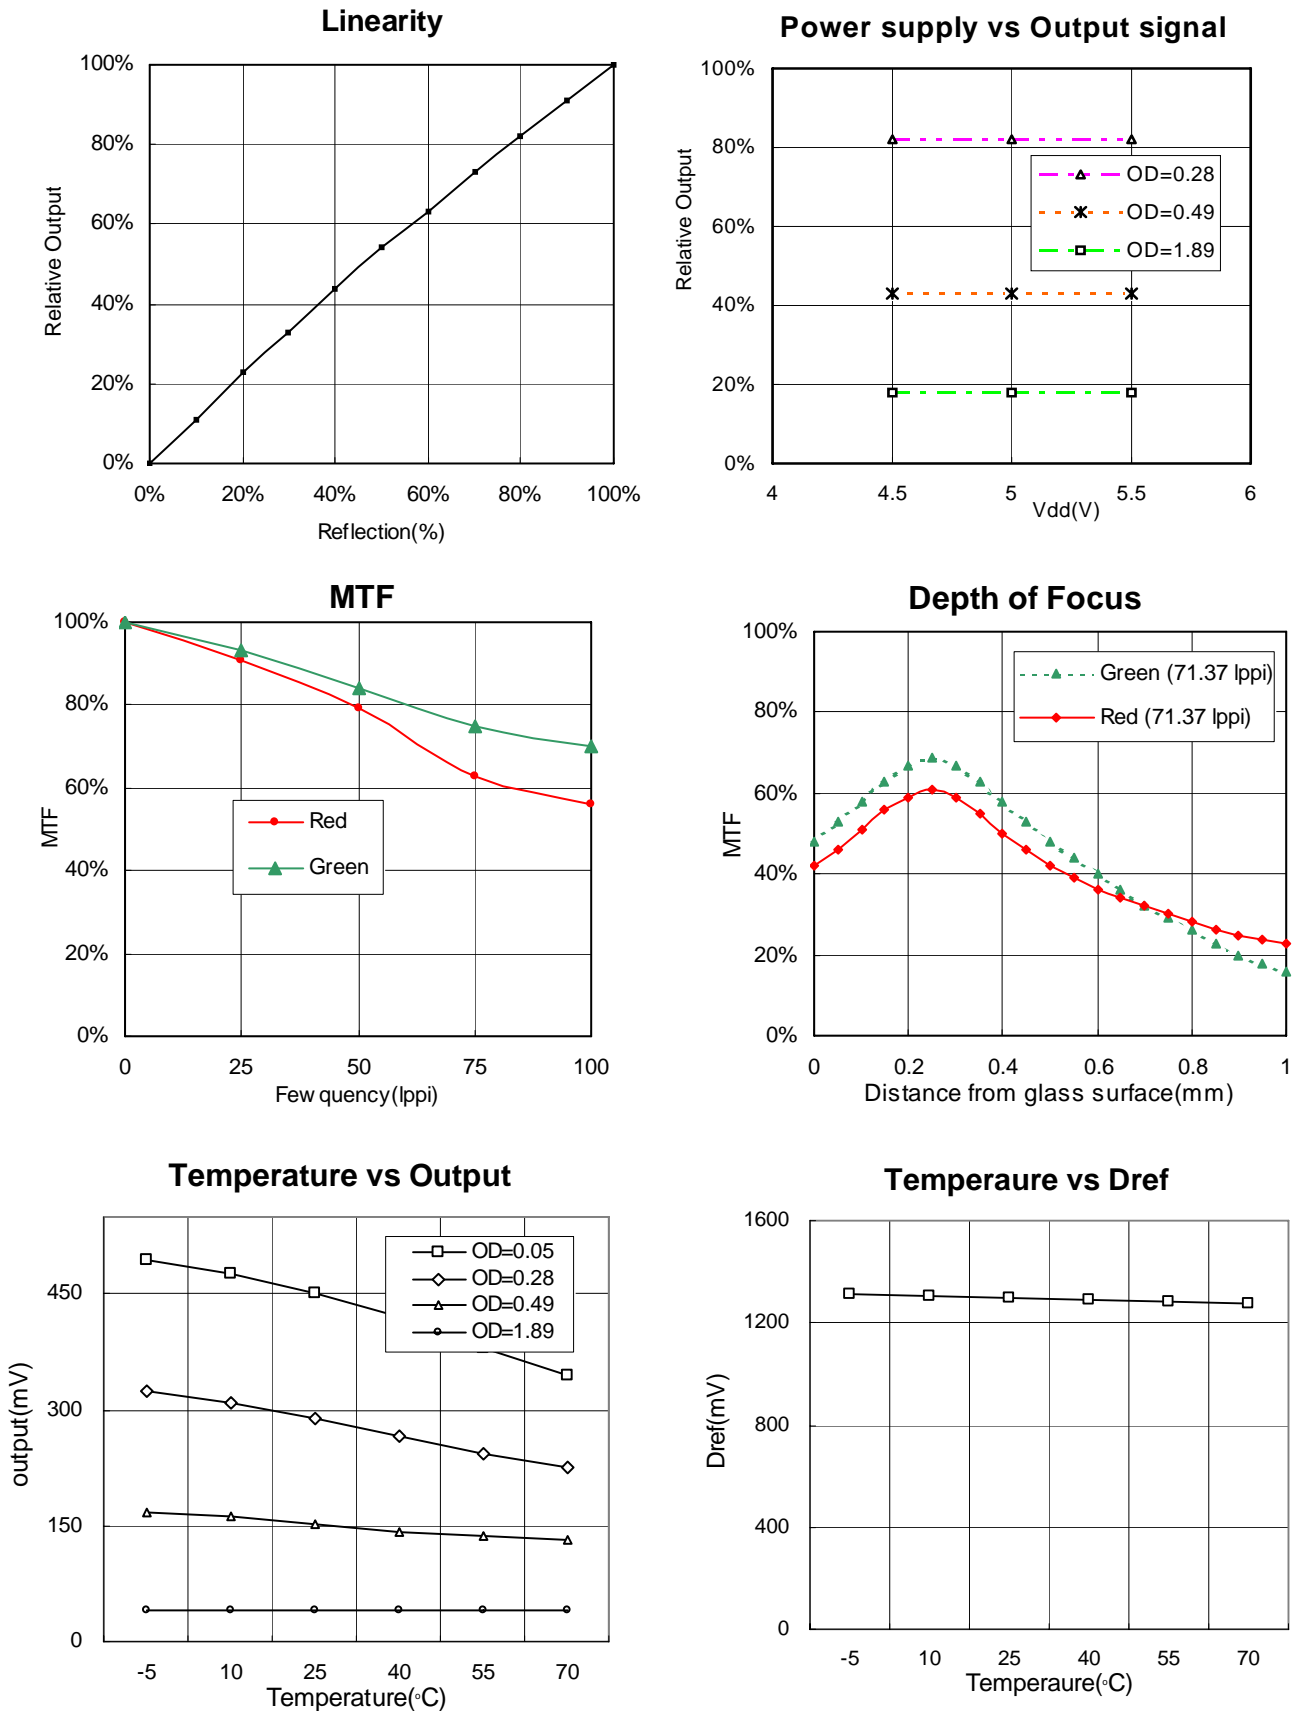 Linearity
100%
80%
60%
40%
20%
0%
Relative Output
0% 20% 40% 60% 80% 100%
Reflection(%)
Power supply vs Output signal
100%
80%
60%
40%
20%
0%
Relative Output
OD=0.28
OD=0.49
OD=1.89
4 4.5 5 5.5 6
Vdd(V)
MTF
100%
80%
60%
40%
20%
0%
MTF
Red
Green
0 25 50 75 100
Few quency(lppi)
Depth of Focus
100%
80%
60%
40%
20%
0%
MTF
Green (71.37 lppi)
Red (71.37 lppi)
0 0.2 0.4 0.6 0.8 1
Distance from glass surface(mm)
Temperature vs Output
450
300
150
0
output(mV)
OD=0.05
OD=0.28
OD=0.49
OD=1.89
-5 10 25 40 55 70
Temperature(◦C)
Temperaure vs Dref
1600
1200
800
400
0
Dref(mV)
-5 10 25 40 55 70
Temperaure(◦C)